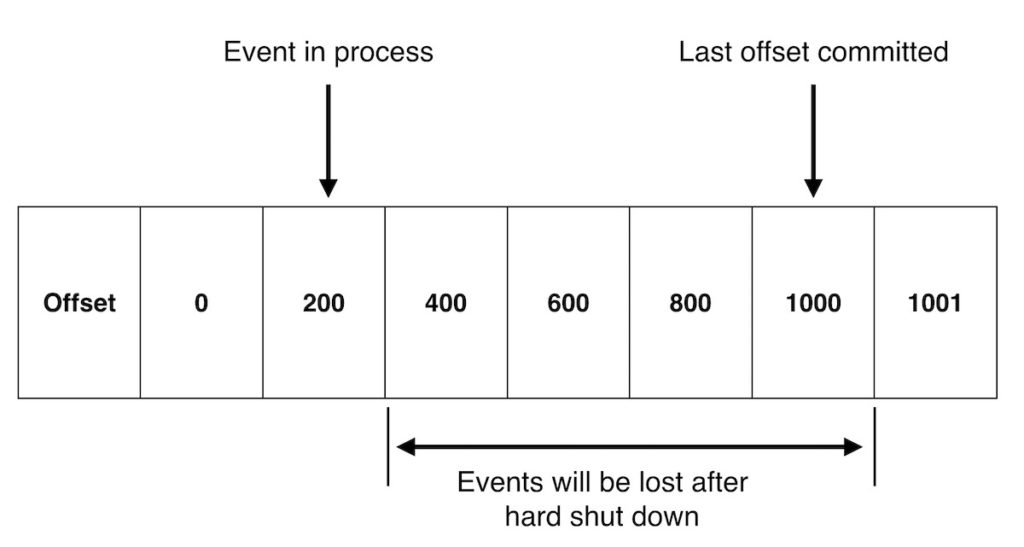 Event in process
Last offset committed
Offset 0 200 400 600 800 1000 1001
Events will be lost after
hard shut down